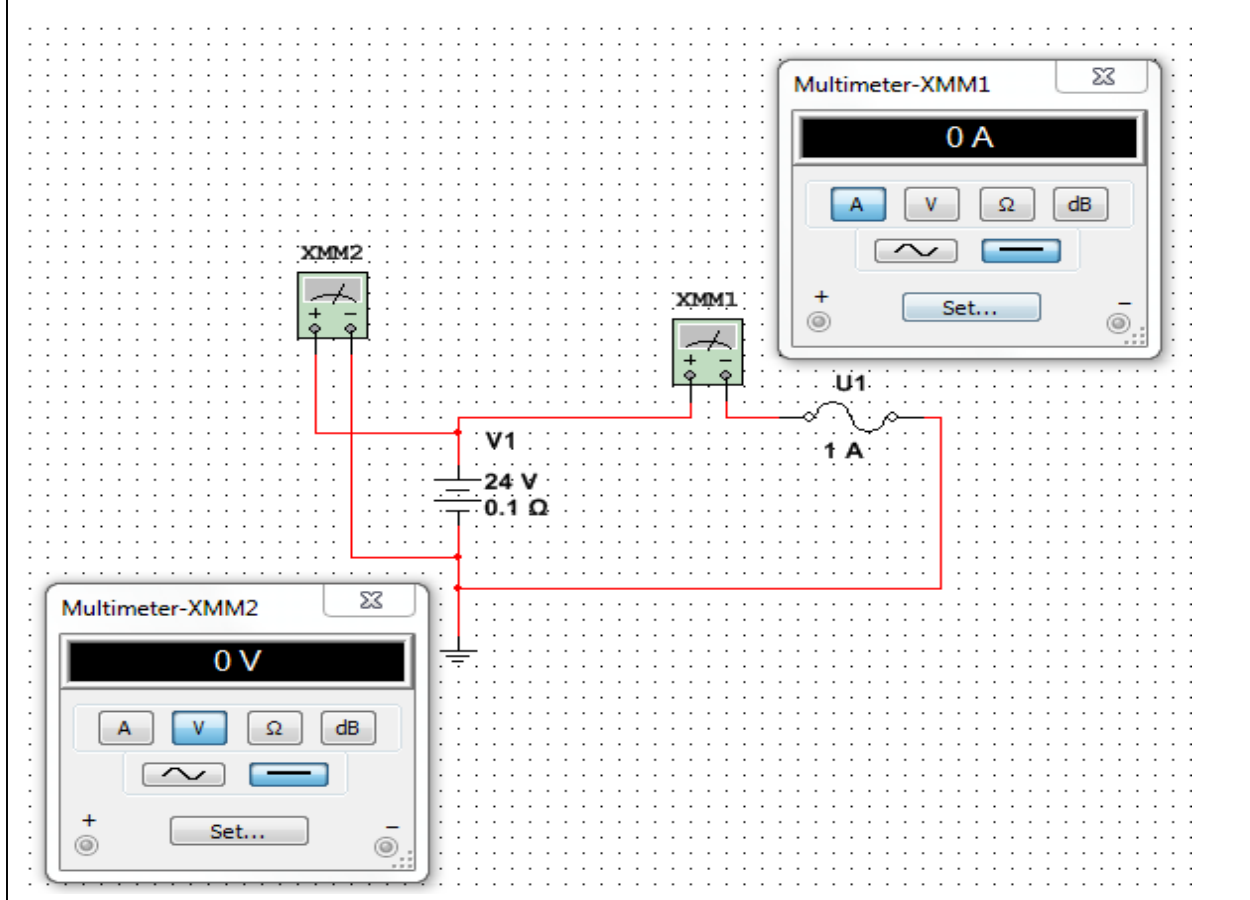 Multimeter-XMM1
0 A
A V Ω dB
+ Set... −
XMM2
+ −
XMM1
+ −
U1
1 A
V1
24 V
0.1 Ω
Multimeter-XMM2
0 V
A V Ω dB
+ Set... −